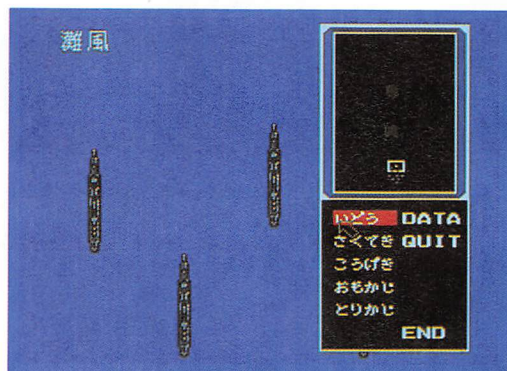 灘風
いどう DATA
さくてき QUIT
こうげき
おもかじ
とりかじ
END